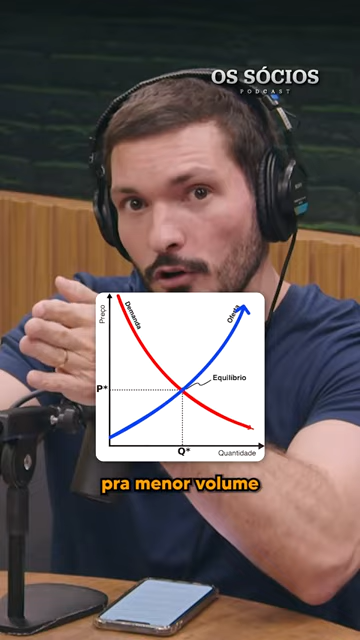 OS SÓCIOS
PODCAST
Preço
Demanda
Oferta
Equilíbrio
P*
Q*
Quantidade
pra menor volume